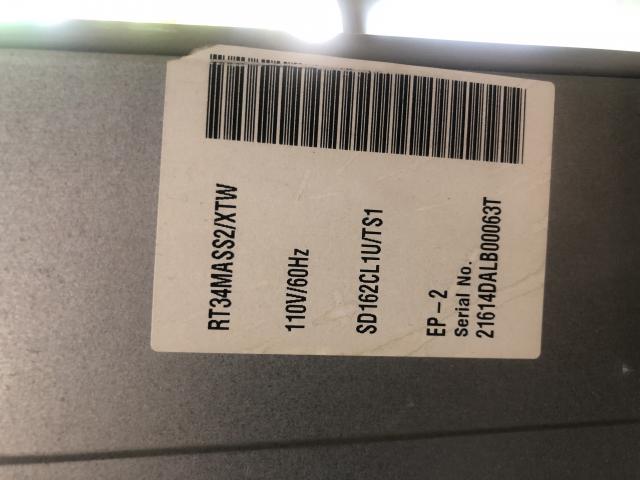 RT34MASS2/XTW
110V/60Hz
SD162CL1U/TS1
EP-2
Serial No.
21614DALB00063T